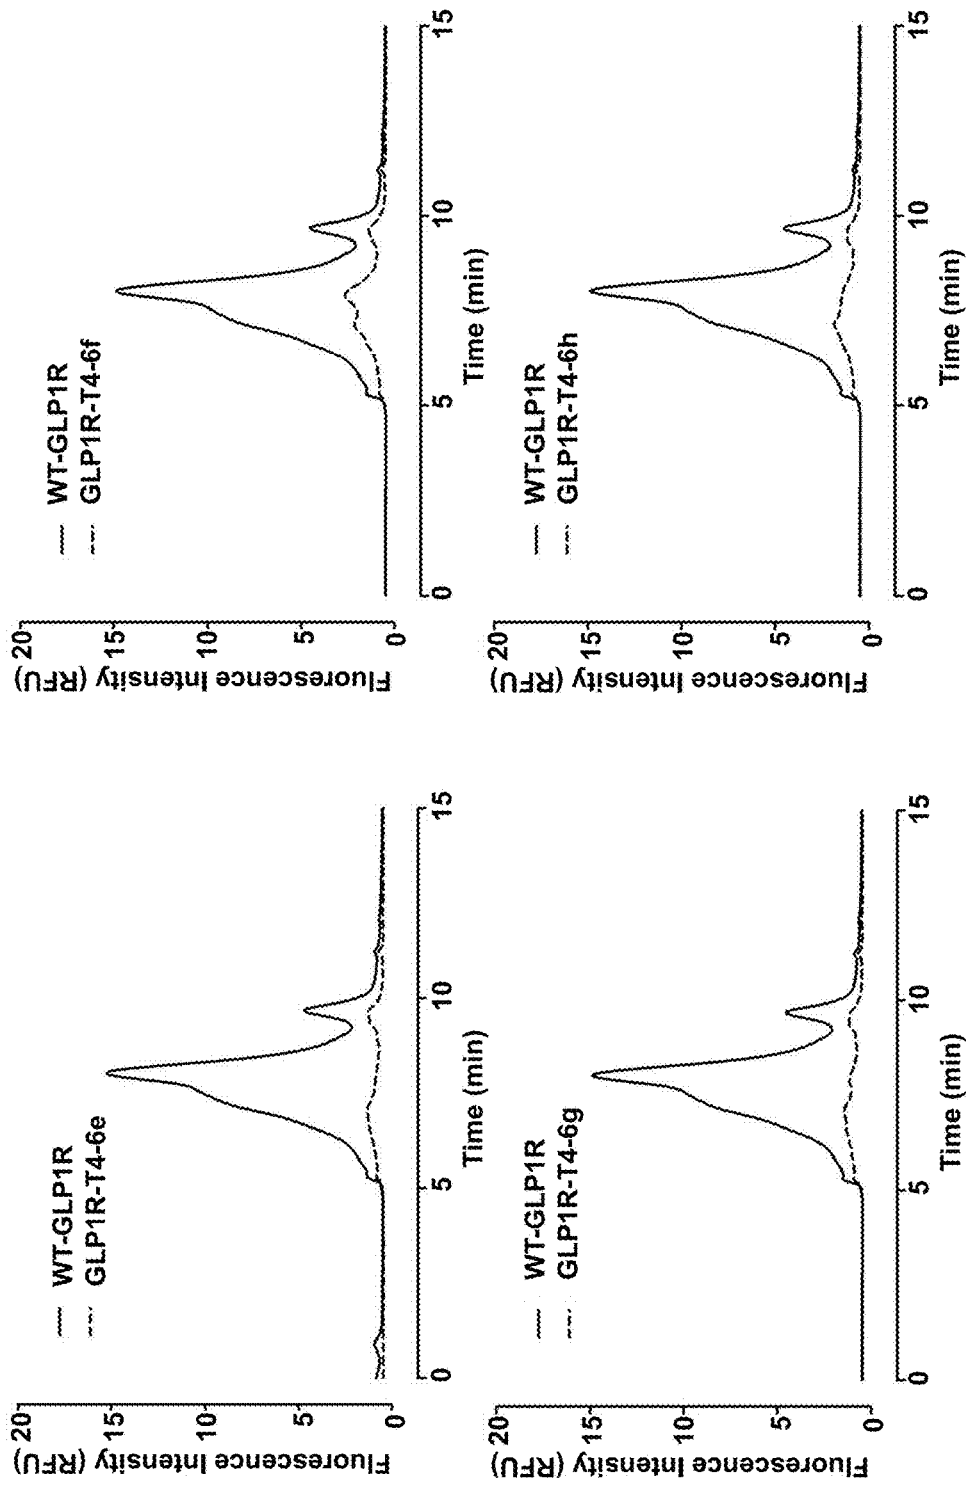 WT-GLP1R
GLP1R-T4-6e
Fluorescence Intensity (RFU)
20
15
10
5
0
0
5
10
15
Time (min)
WT-GLP1R
GLP1R-T4-6f
Fluorescence Intensity (RFU)
20
15
10
5
0
0
5
10
15
Time (min)
WT-GLP1R
GLP1R-T4-6g
Fluorescence Intensity (RFU)
20
15
10
5
0
0
5
10
15
Time (min)
WT-GLP1R
GLP1R-T4-6h
Fluorescence Intensity (RFU)
20
15
10
5
0
0
5
10
15
Time (min)